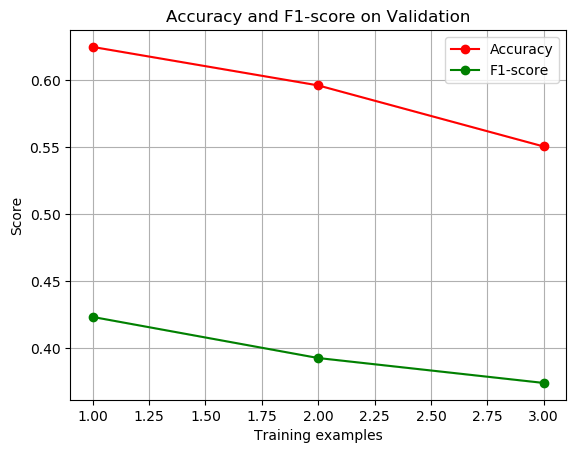 Accuracy and F1-score on Validation
Accuracy
F1-score
Score
0.60
0.55
0.50
0.45
0.40
1.00 1.25 1.50 1.75 2.00 2.25 2.50 2.75 3.00
Training examples